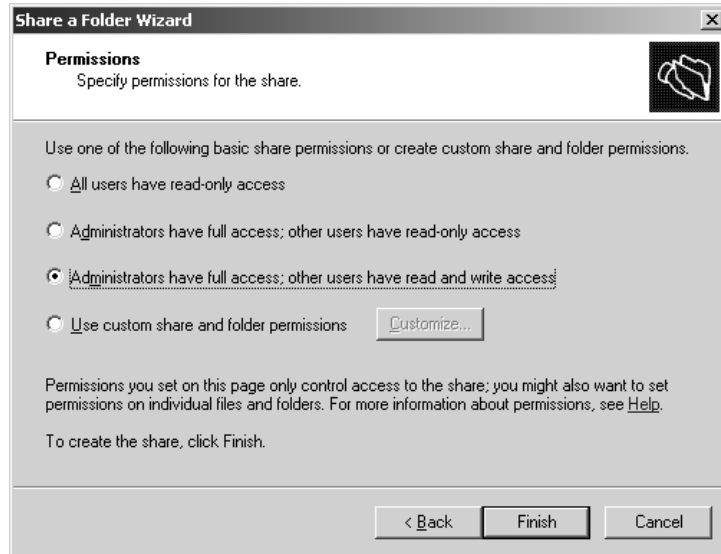 Share a Folder Wizard
Permissions
Specify permissions for the share.
Use one of the following basic share permissions or create custom share and folder permissions.
All users have read-only access
Administrators have full access; other users have read-only access
Administrators have full access; other users have read and write access
Use custom share and folder permissions Customize...
Permissions you set on this page only control access to the share; you might also want to set
permissions on individual files and folders. For more information about permissions, see Help.
To create the share, click Finish.
< Back Finish Cancel